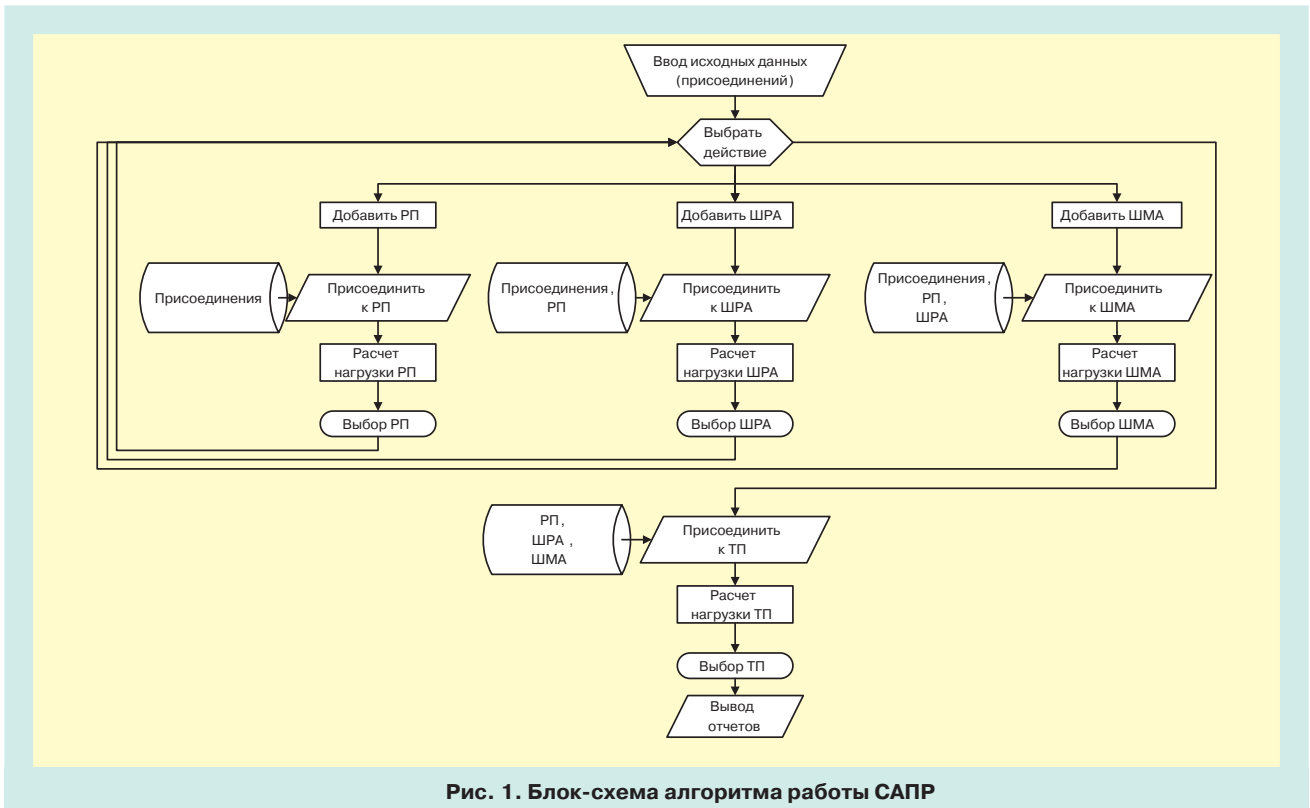 Ввод исходных данных
(присоединений)
Выбрать
действие
Добавить РП
Добавить ШРА
Добавить ШМА
Присоединения
Присоединить
к РП
Присоединения ,
РП
Присоединить
к ШРА
Присоединения ,
РП ,
ШРА
Присоединить
к ШМА
Расчет
нагрузки РП
Расчет
нагрузки ШРА
Расчет
нагрузки ШМА
Выбор РП
Выбор ШРА
Выбор ШМА
РП ,
ШРА ,
ШМА
Присоединить
к ТП
Расчет
нагрузки ТП
Выбор ТП
Вывод
отчетов
Рис. 1. Блок-схема алгоритма работы САПР